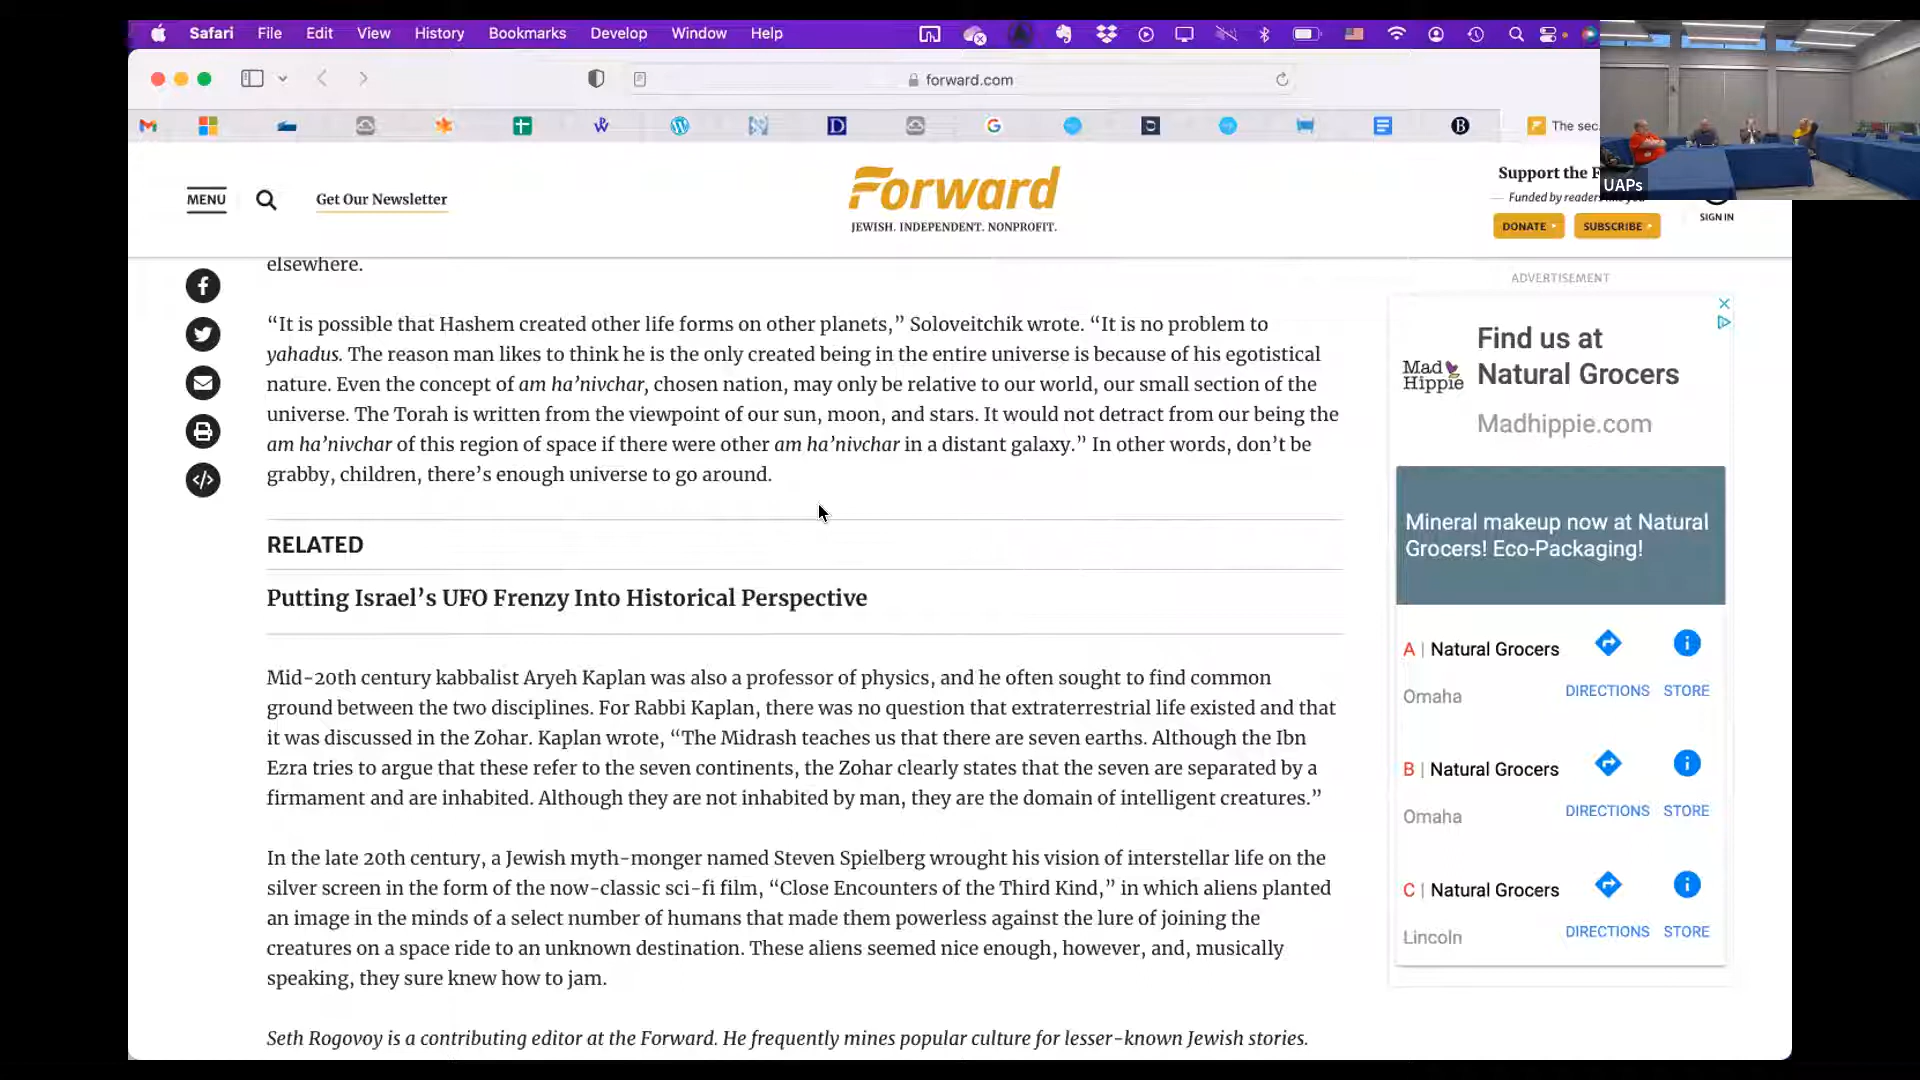 Safari File Edit View History Bookmarks Develop Window Help
forward.com
The sec
UAPs
MENU
Get Our Newsletter
Forward
JEWISH. INDEPENDENT. NONPROFIT.
Support the F
Funded by readers
DONATE
SUBSCRIBE
SIGN IN
elsewhere.
“It is possible that Hashem created other life forms on other planets,” Soloveitchik wrote. “It is no problem to
yahadus. The reason man likes to think he is the only created being in the entire universe is because of his egotistical
nature. Even the concept of am ha’nivchar, chosen nation, may only be relative to our world, our small section of the
universe. The Torah is written from the viewpoint of our sun, moon, and stars. It would not detract from our being the
am ha’nivchar of this region of space if there were other am ha’nivchar in a distant galaxy.” In other words, don’t be
grabby, children, there’s enough universe to go around.
RELATED
Putting Israel’s UFO Frenzy Into Historical Perspective
Mid-20th century kabbalist Aryeh Kaplan was also a professor of physics, and he often sought to find common
ground between the two disciplines. For Rabbi Kaplan, there was no question that extraterrestrial life existed and that
it was discussed in the Zohar. Kaplan wrote, “The Midrash teaches us that there are seven earths. Although the Ibn
Ezra tries to argue that these refer to the seven continents, the Zohar clearly states that the seven are separated by a
firmament and are inhabited. Although they are not inhabited by man, they are the domain of intelligent creatures.”
In the late 20th century, a Jewish myth-monger named Steven Spielberg wrought his vision of interstellar life on the
silver screen in the form of the now-classic sci-fi film, “Close Encounters of the Third Kind,” in which aliens planted
an image in the minds of a select number of humans that made them powerless against the lure of joining the
creatures on a space ride to an unknown destination. These aliens seemed nice enough, however, and, musically
speaking, they sure knew how to jam.
Seth Rogovoy is a contributing editor at the Forward. He frequently mines popular culture for lesser-known Jewish stories.
ADVERTISEMENT
Mad Hippie
Find us at
Natural Grocers
Madhippie.com
Mineral makeup now at Natural
Grocers! Eco-Packaging!
A | Natural Grocers
Omaha
DIRECTIONS STORE
B | Natural Grocers
Omaha
DIRECTIONS STORE
C | Natural Grocers
Lincoln
DIRECTIONS STORE